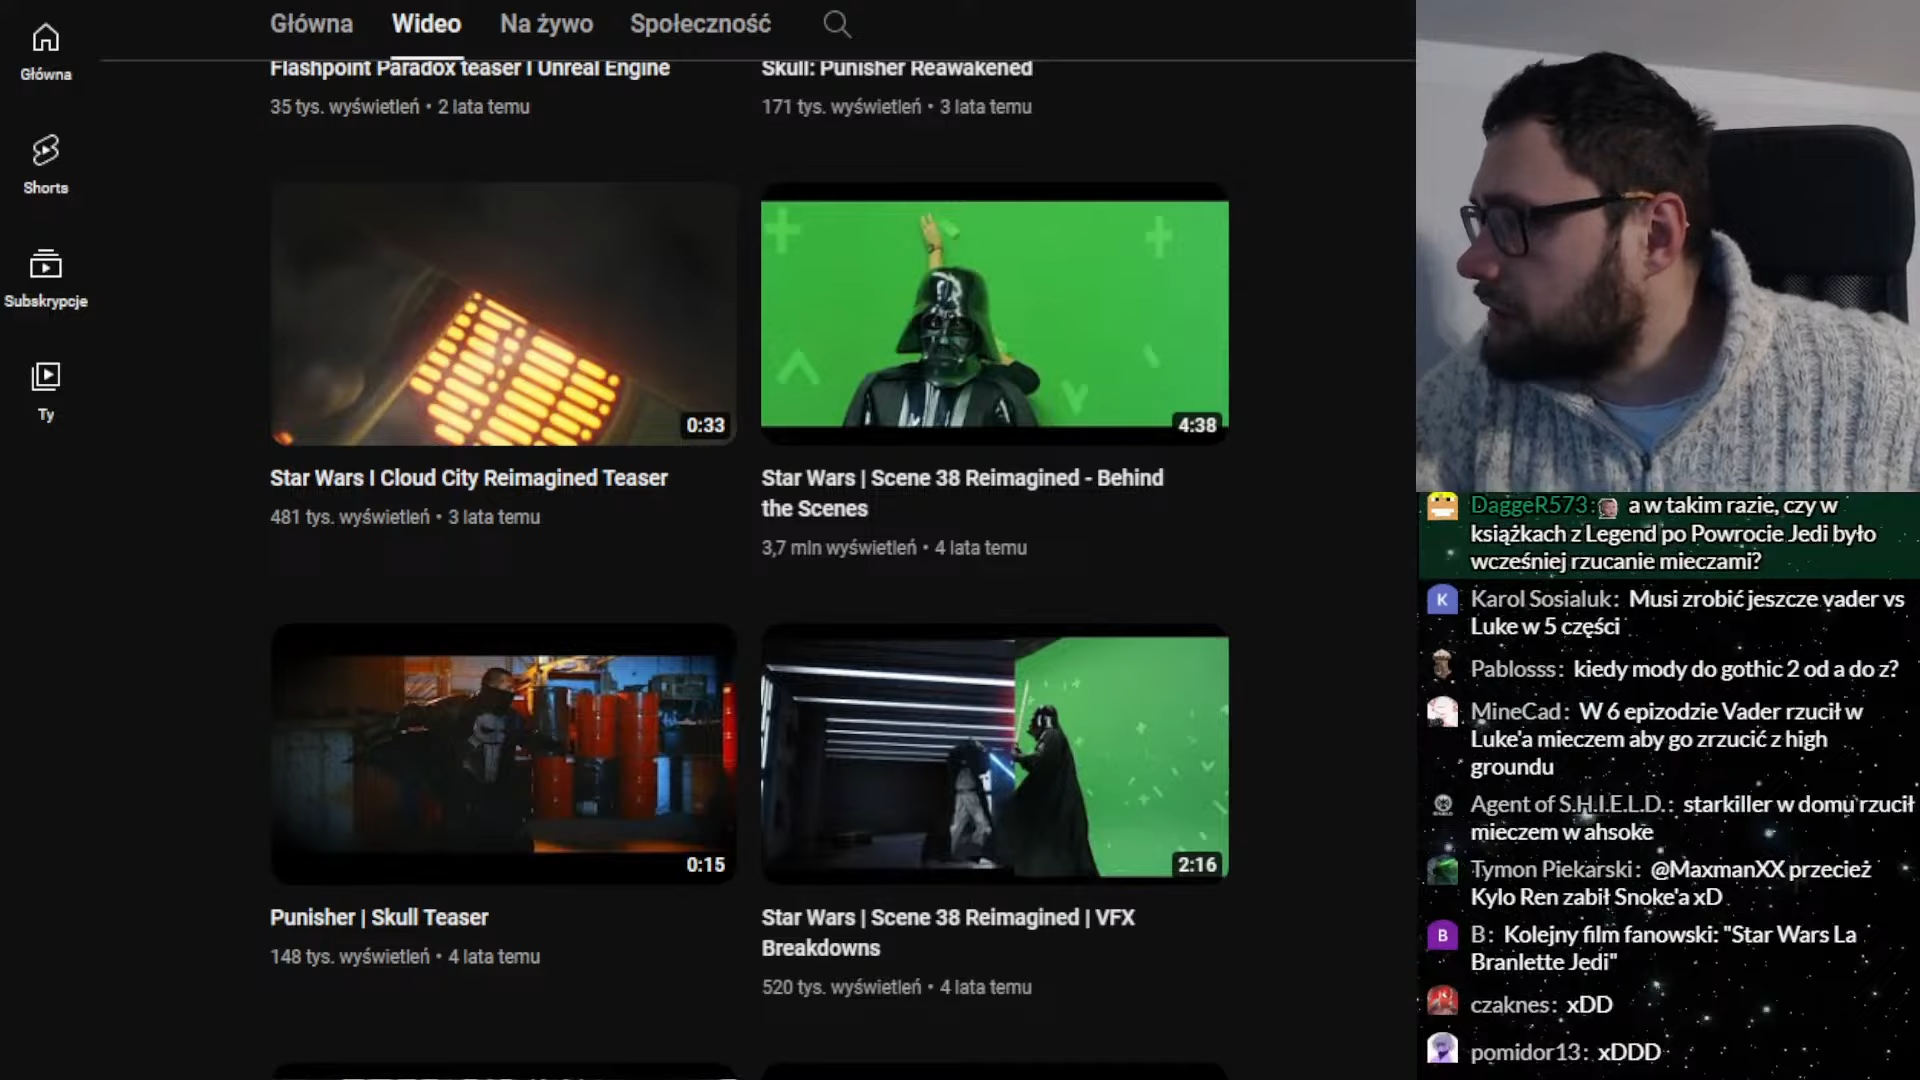 Główna
Wideo
Na żywo
Społeczność
Główna
Shorts
Subskrypcje
Ty
Flashpoint Paradox teaser I Unreal Engine
35 tys. wyświetleń • 2 lata temu
Skull: Punisher Reawakened
171 tys. wyświetleń • 3 lata temu
0:33
Star Wars I Cloud City Reimagined Teaser
481 tys. wyświetleń • 3 lata temu
4:38
Star Wars | Scene 38 Reimagined - Behind
the Scenes
3,7 mln wyświetleń • 4 lata temu
0:15
Punisher | Skull Teaser
148 tys. wyświetleń • 4 lata temu
2:16
Star Wars | Scene 38 Reimagined | VFX
Breakdowns
520 tys. wyświetleń • 4 lata temu
DaggeR573: a w takim razie, czy w
książkach z Legend po Powrocie Jedi było
wcześniej rzucanie mieczami?
K
Karol Sosialuk: Musi zrobić jeszcze vader vs
Luke w 5 części
Pablosss: kiedy mody do gothic 2 od a do z?
MineCad: W 6 epizodzie Vader rzucił w
Luke'a mieczem aby go zrzucić z high
groundu
Agent of S.H.I.E.L.D.: starkiller w domu rzucił
mieczem w ahsoke
Tymon Piekarski: @MaxmanXX przecież
Kylo Ren zabił Snoke'a xD
B
B: Kolejny film fanowski: "Star Wars La
Branlette Jedi"
czaknes: xDD
pomidor13: xDDD